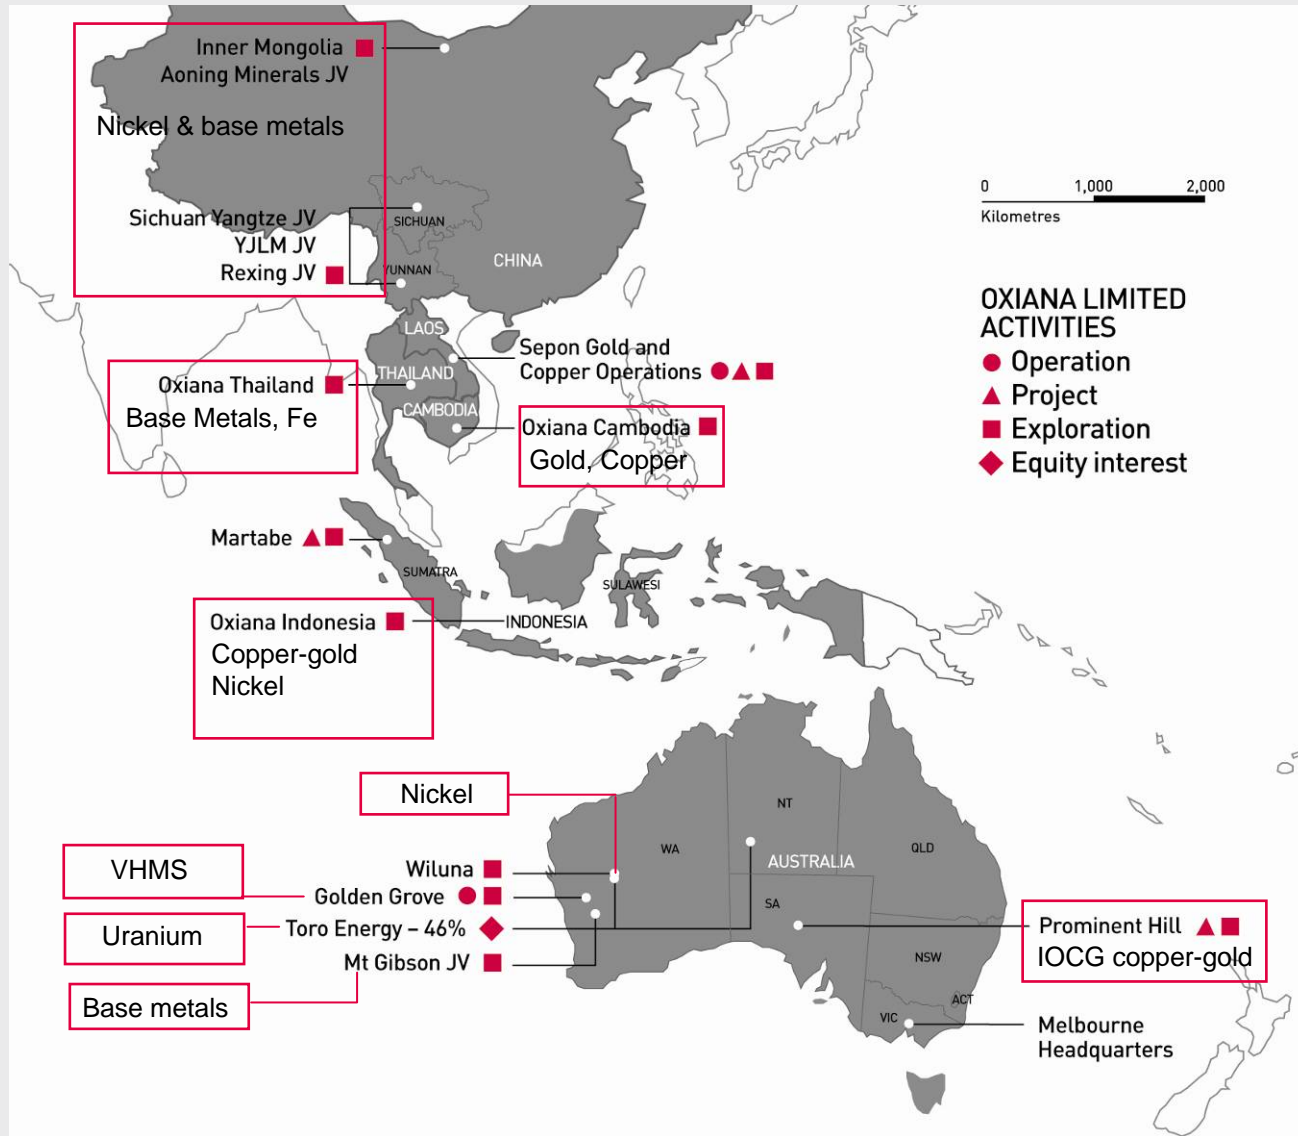 Inner Mongolia
Aoning Minerals JV
Nickel & base metals
Sichuan Yangtze JV
YJLM JV
Rexing JV
SICHUAN
YUNNAN
CHINA
0 1,000 2,000
Kilometres
OXIANA LIMITED
ACTIVITIES
Operation
Project
Exploration
Equity interest
LAOS
THAILAND
CAMBODIA
Sepon Gold and
Copper Operations
Oxiana Thailand
Base Metals, Fe
Oxiana Cambodia
Gold, Copper
Martabe
SUMATRA
SULAWESI
Oxiana Indonesia
Copper-gold
Nickel
INDONESIA
Nickel
NT
WA
AUSTRALIA
QLD
SA
NSW
ACT
VIC
VHMS
Wiluna
Golden Grove
Uranium
Toro Energy – 46%
Mt Gibson JV
Base metals
Prominent Hill
IOCG copper-gold
Melbourne
Headquarters